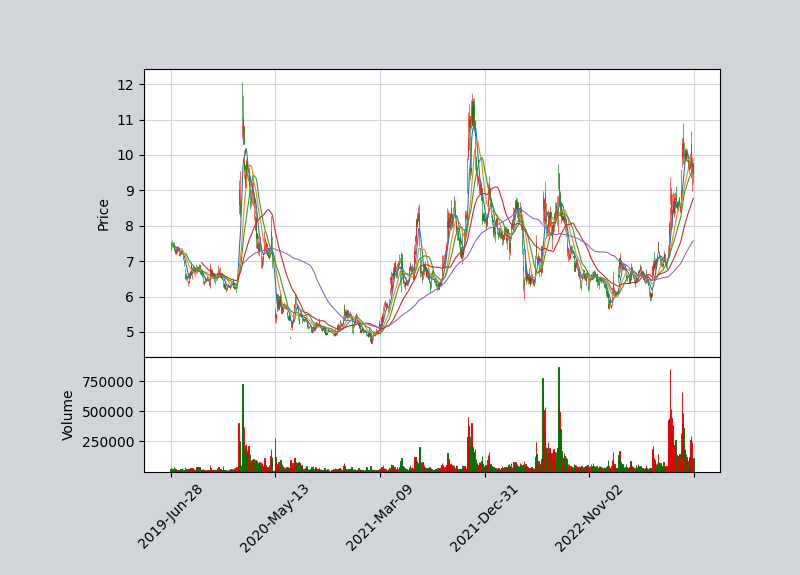 Price
12
11
10
9
8
7
6
5
Volume
750000
500000
250000
2019-Jun-28
2020-May-13
2021-Mar-09
2021-Dec-31
2022-Nov-02